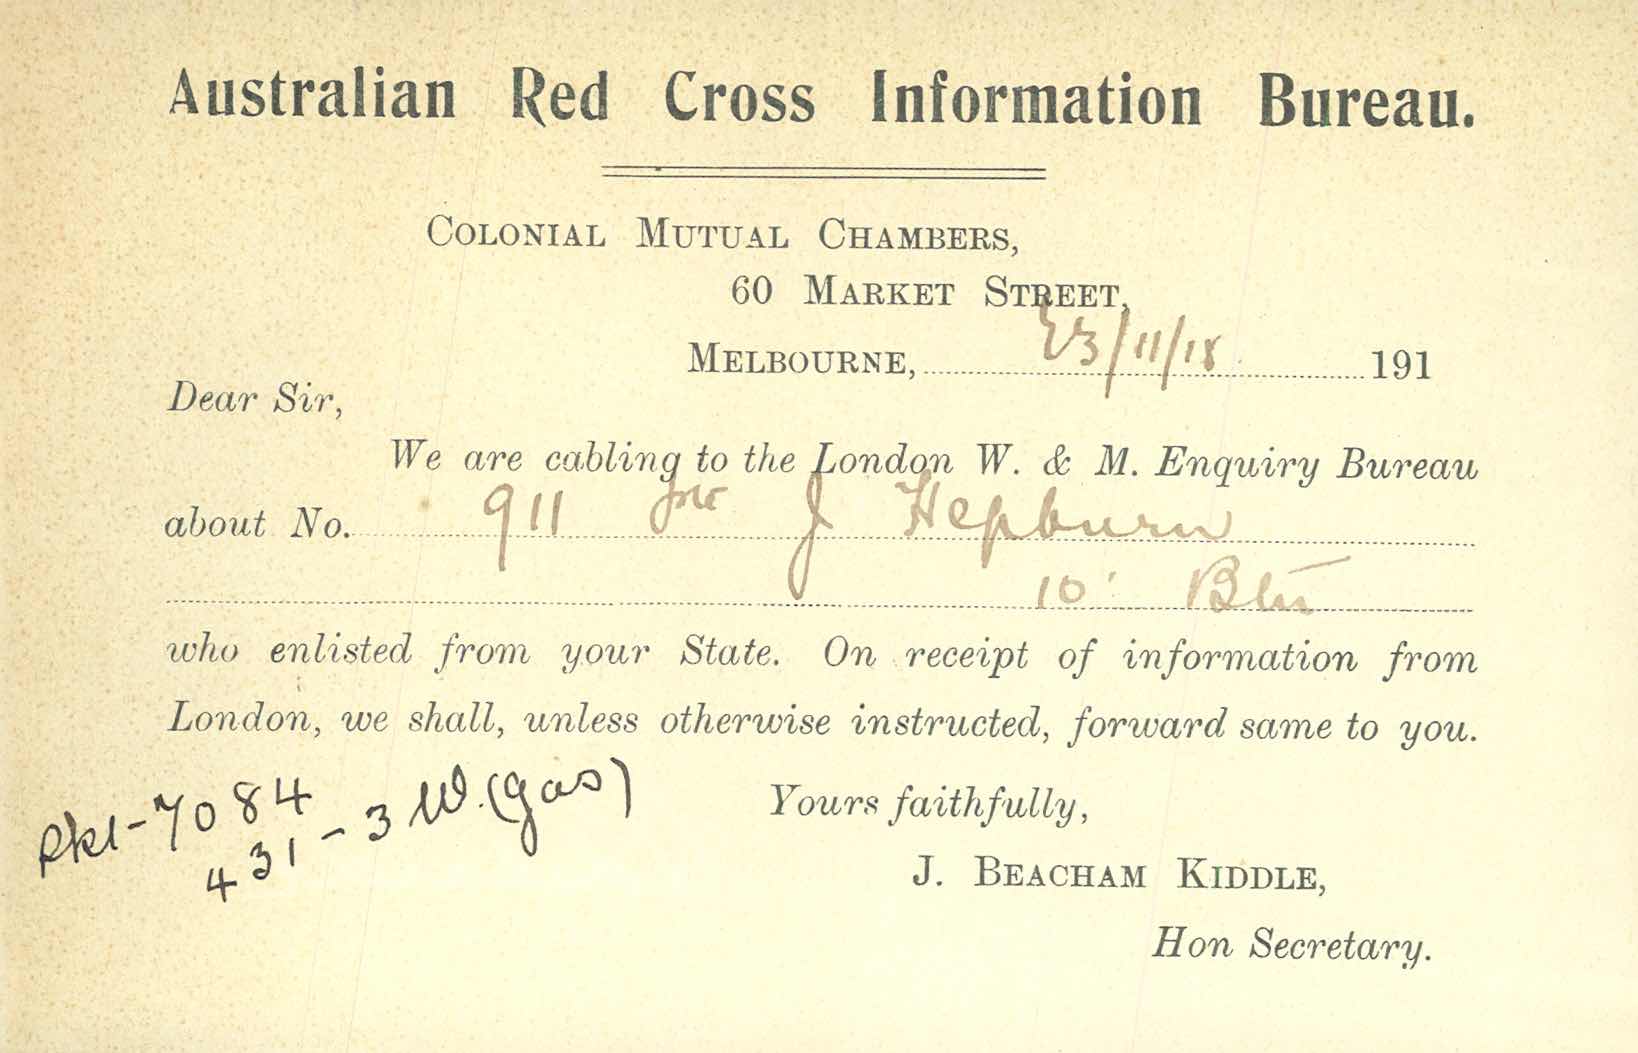 Australian Red Cross Information Bureau.
COLONIAL MUTUAL CHAMBERS,
60 MARKET STREET,
MELBOURNE, 23/11/18 191
Dear Sir,
We are cabling to the London W. & M. Enquiry Bureau
about No. 911 J Hepburn
10 Btn
who enlisted from your State. On receipt of information from
London, we shall, unless otherwise instructed, forward same to you.
Pkt-7084
431-3 W.(gas)
Yours faithfully,
J. BEACHAM KIDDLE,
Hon Secretary.